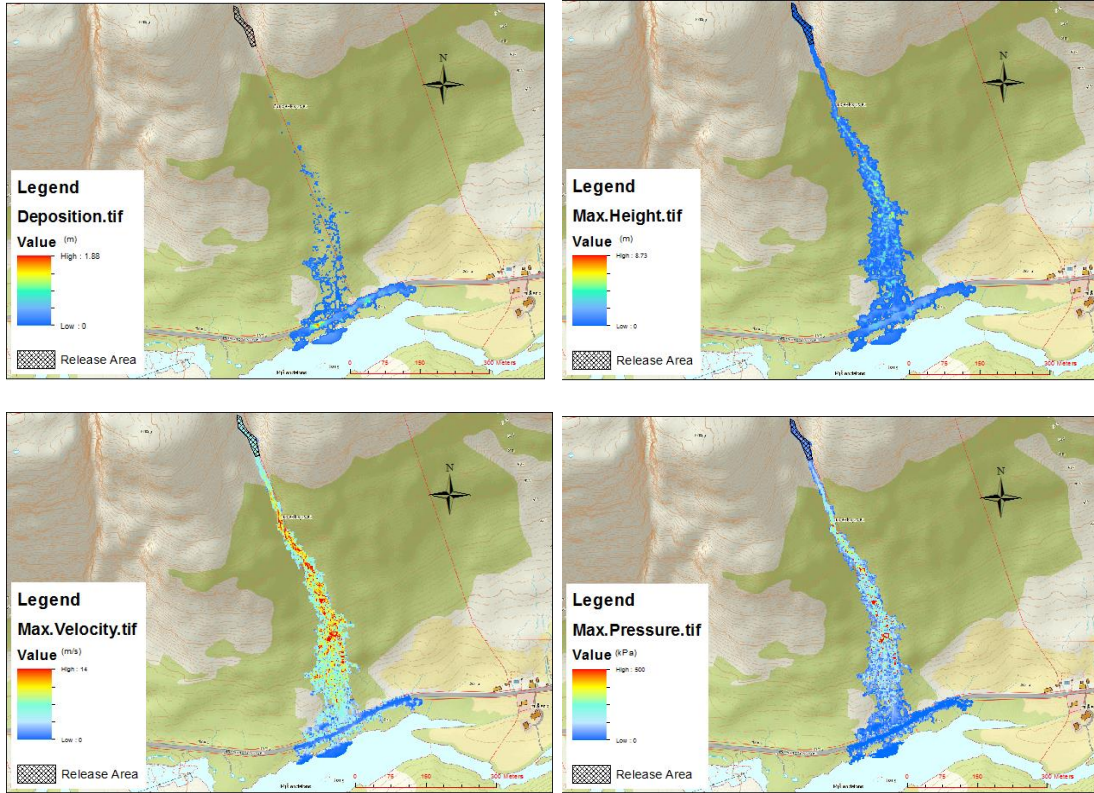 N
Legend
Deposition.tif
Value (m)
High : 1.88
Low : 0
Release Area
0 75 150 300 Meters
N
Legend
Max.Height.tif
Value (m)
High : 8.73
Low : 0
Release Area
0 75 150 300 Meters
N
Legend
Max.Velocity.tif
Value (m/s)
High : 14
Low : 0
Release Area
0 75 150 300 Meters
N
Legend
Max.Pressure.tif
Value (kPa)
High : 500
Low : 0
Release Area
0 75 150 300 Meters